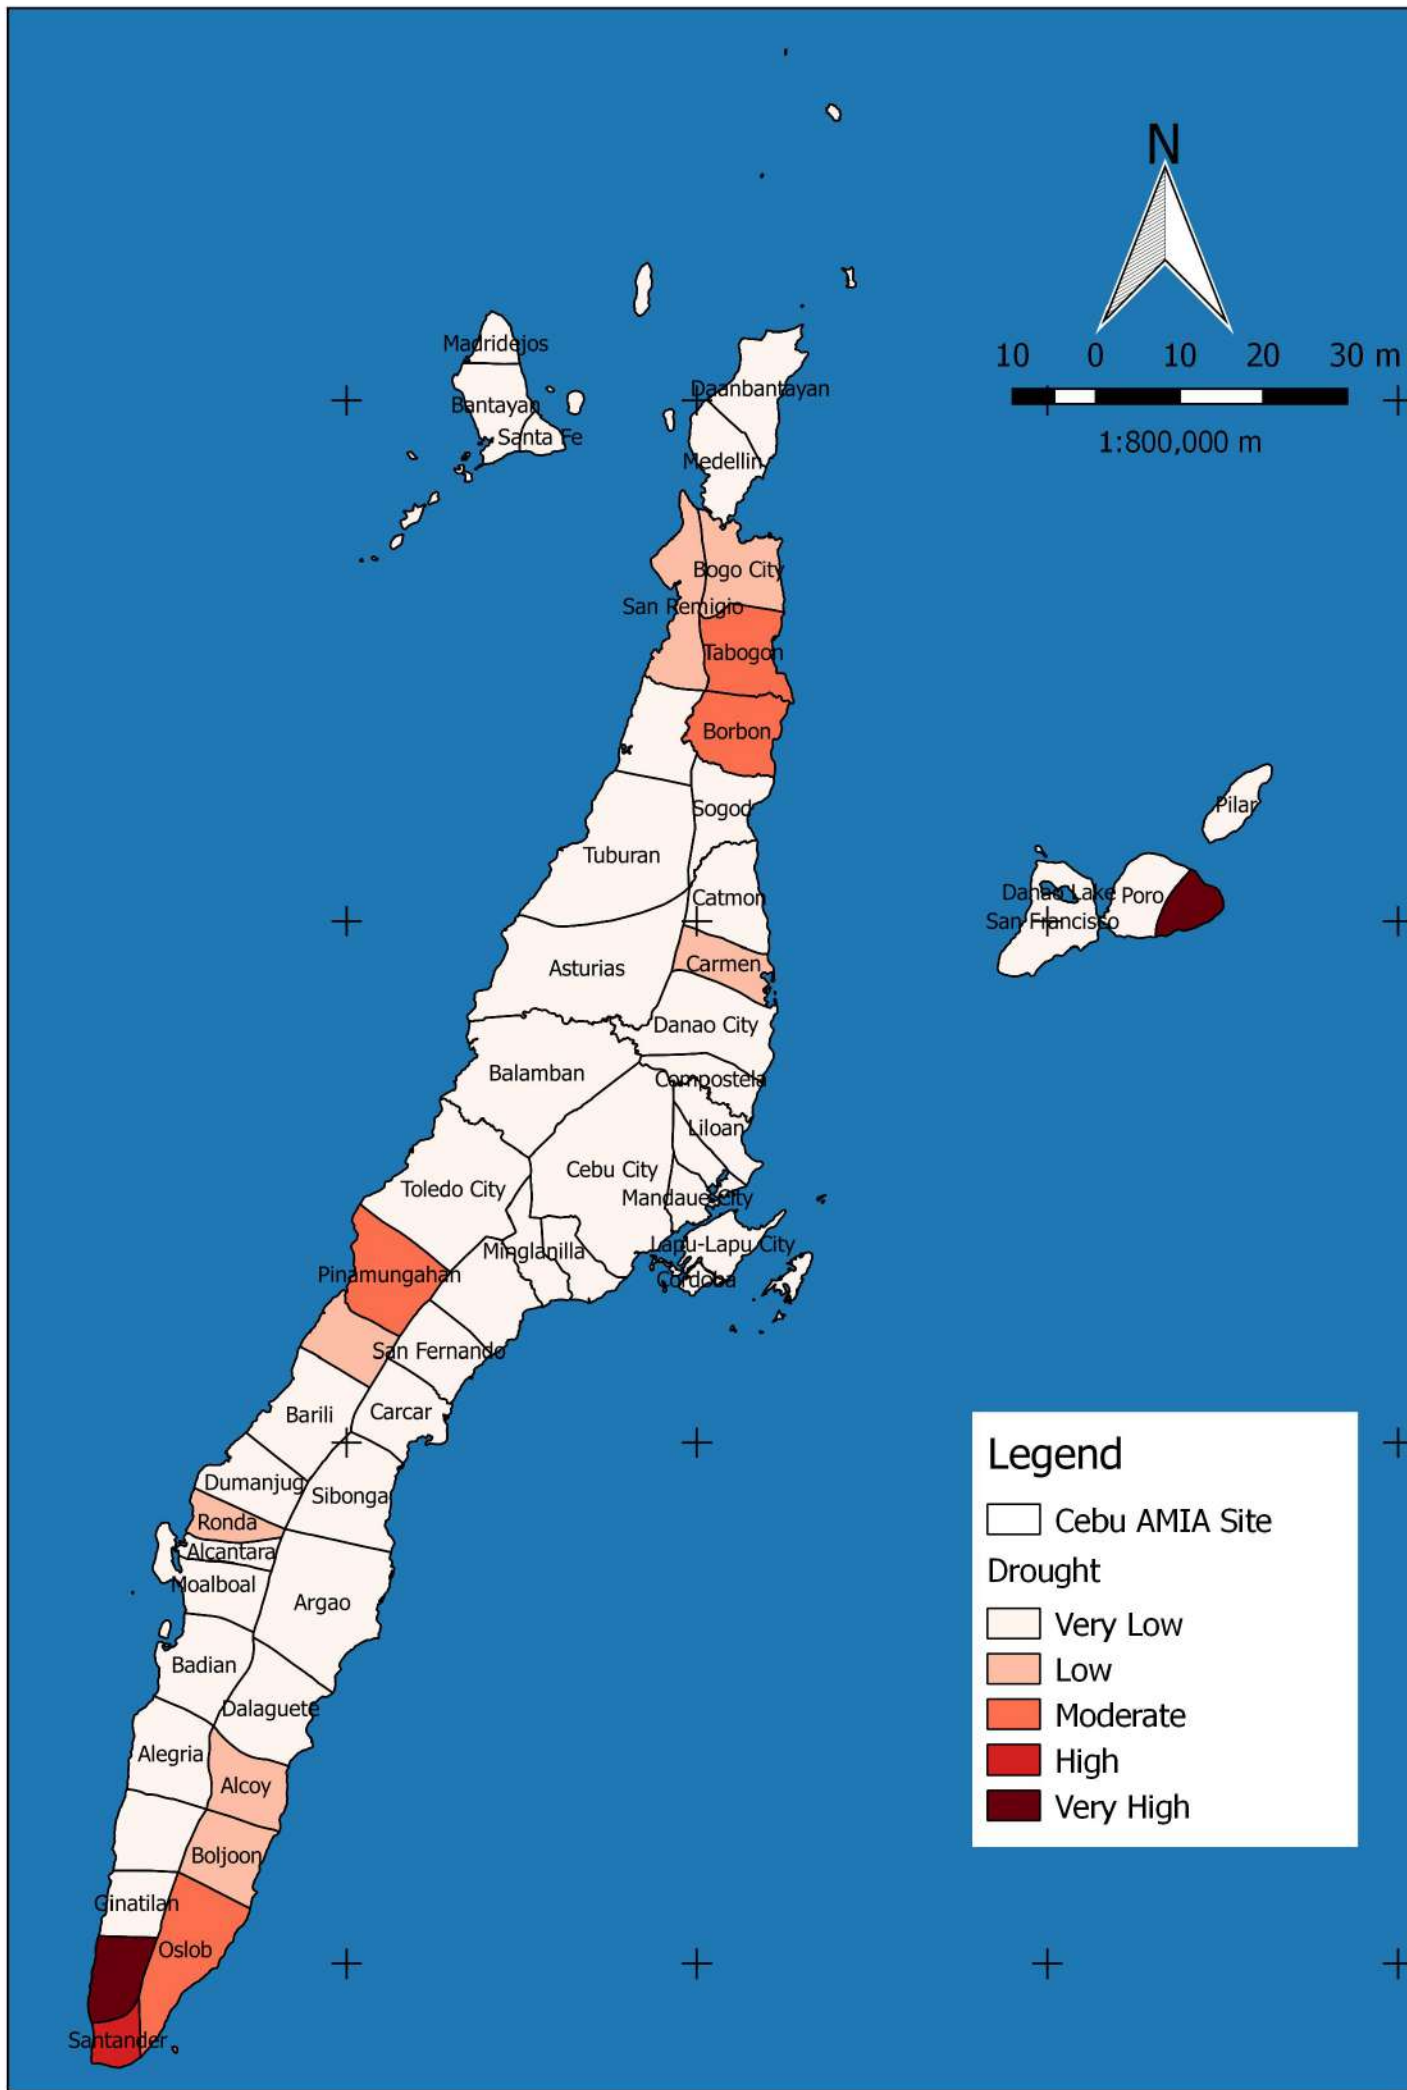 N
10 0 10 20 30 m
1:800,000 m
Madridejos
Bantayan
Santa Fe
Daanbantayan
Medellin
Bogo City
San Remigio
Tabogon
Borbon
Sogod
Pilar
Tuburan
Catmon
Danao Lake
Poro
San Francisco
Asturias
Carmen
Danao City
Balamban
Compostela
Liloan
Cebu City
Toledo City
Mandaue City
Minglanilla
Lapu-Lapu City
Cordoba
Pinamungahan
San Fernando
Barili
Carcar
Dumanjug
Sibonga
Ronda
Alcantara
Moalboal
Argao
Badian
Dalaguete
Alegria
Alcoy
Boljoon
Ginatilan
Oslob
Santander
Legend
Cebu AMIA Site
Drought
Very Low
Low
Moderate
High
Very High